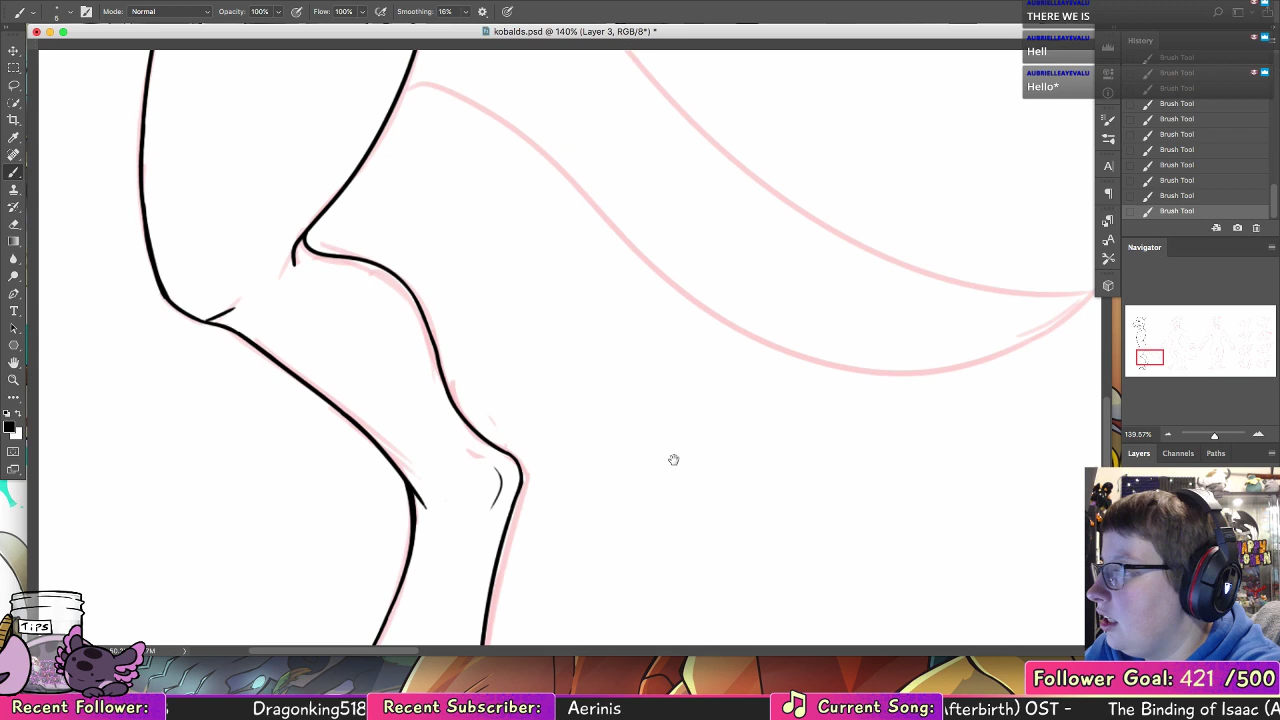 Mode: Normal Opacity: 100% Flow: 100% Smoothing: 16%
THERE WE IS
kobalds.psd @ 140% (Layer 3, RGB/8*) *
AUBRIELLEAYEVALU
Hell
AUBRIELLEAYEVALU
Hello*
History
Brush Tool
Brush Tool
Brush Tool
Brush Tool
Brush Tool
Brush Tool
Brush Tool
Brush Tool
Brush Tool
Brush Tool
Brush Tool
Navigator
139.57%
Layers Channels Paths
TiPS
Follower Goal: 421 /500
Recent Follower: Dragonking518 Recent Subscriber: Aerinis Current Song: Afterbirth) OST - The Binding of Isaac (A